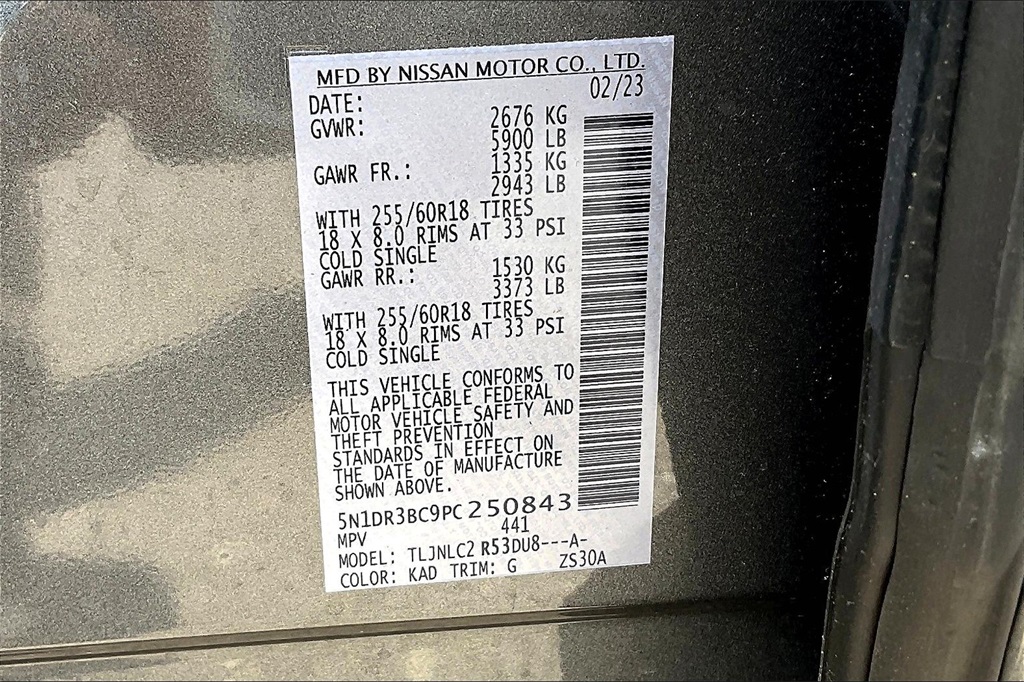 MFD BY NISSAN MOTOR CO., LTD.
DATE: 02/23
GVWR: 2676 KG
5900 LB
GAWR FR.: 1335 KG
2943 LB
WITH 255/60R18 TIRES
18 X 8.0 RIMS AT 33 PSI
COLD SINGLE
GAWR RR.: 1530 KG
3373 LB
WITH 255/60R18 TIRES
18 X 8.0 RIMS AT 33 PSI
COLD SINGLE
THIS VEHICLE CONFORMS TO
ALL APPLICABLE FEDERAL
MOTOR VEHICLE SAFETY AND
THEFT PREVENTION
STANDARDS IN EFFECT ON
THE DATE OF MANUFACTURE
SHOWN ABOVE.
5N1DR3BC9PC250843
MPV 441
MODEL: TLJNLC2 R53DU8---A-
COLOR: KAD TRIM: G ZS30A